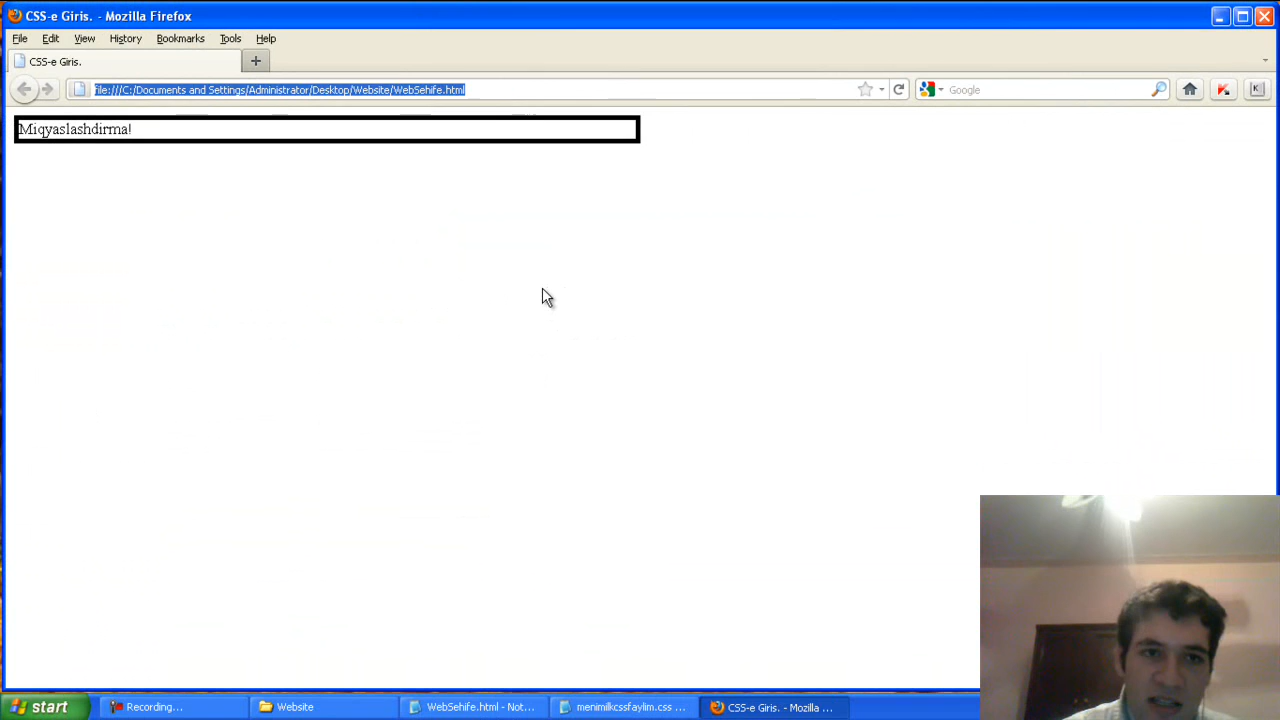 CSS-e Giris. - Mozilla Firefox
File Edit View History Bookmarks Tools Help
CSS-e Giris.
file:///C:/Documents and Settings/Administrator/Desktop/Website/WebSehife.html
Google
Miqyaslashdirma!
start
Recording...
Website
WebSehife.html - Not...
menimilkcssfaylim.css ...
CSS-e Giris. - Mozilla ...